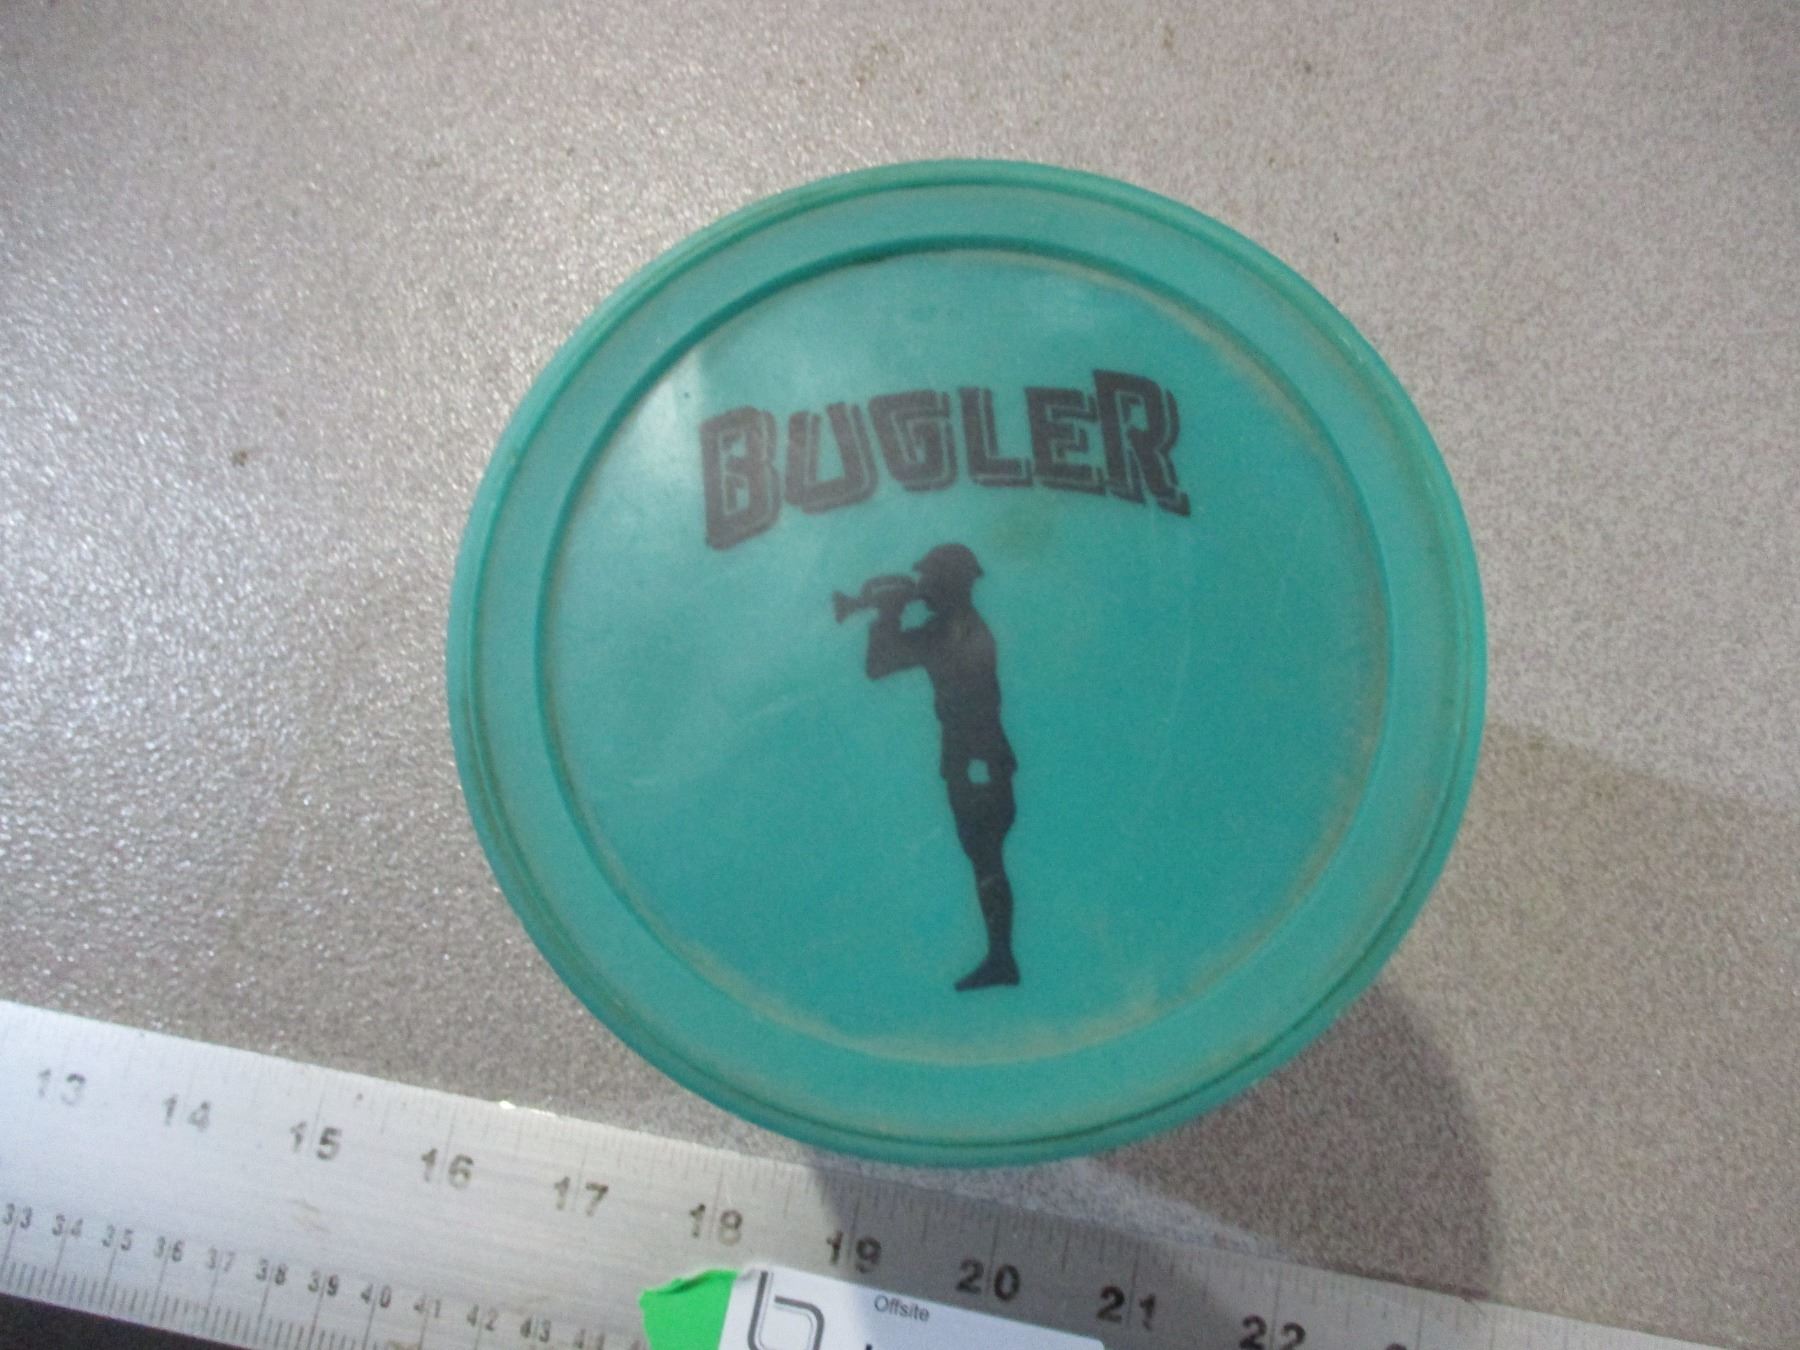 BUGLER
13 14 15 16 17 18 19 20 21 22
33 34 35 36 37 38 39 40 41 42 43
Offsite